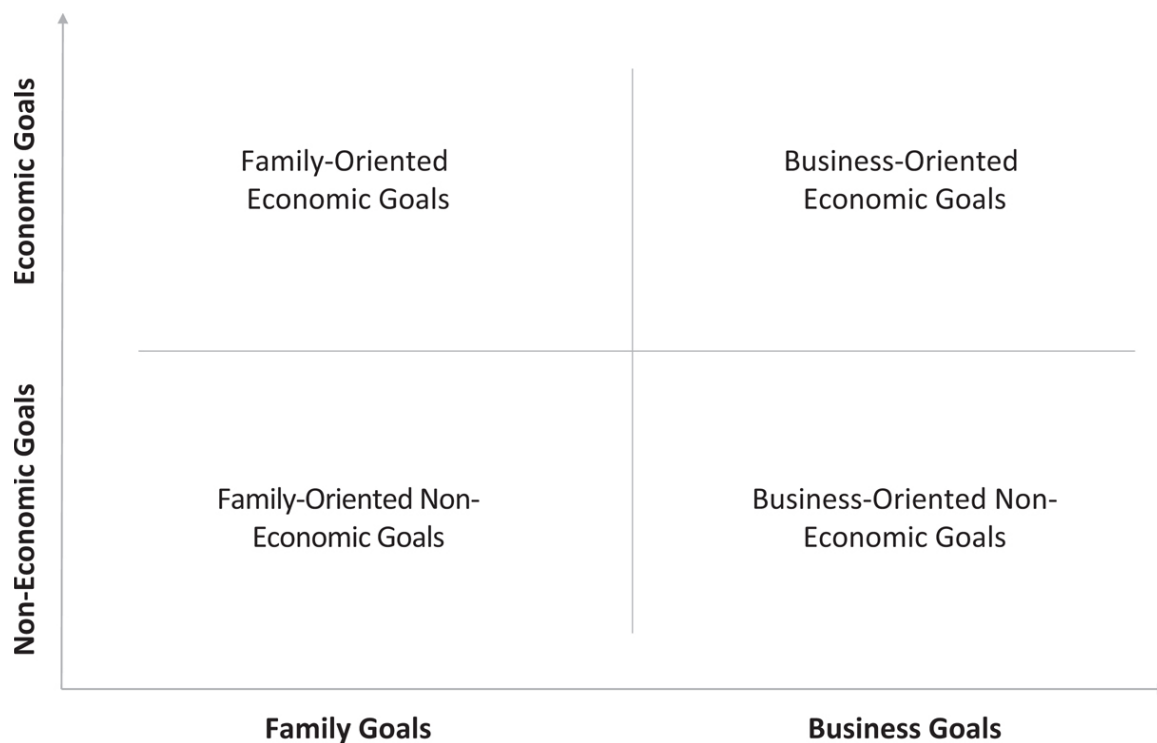 Economic Goals
Family-Oriented
Economic Goals
Business-Oriented
Economic Goals
Non-Economic Goals
Family-Oriented Non-
Economic Goals
Business-Oriented Non-
Economic Goals
Family Goals
Business Goals